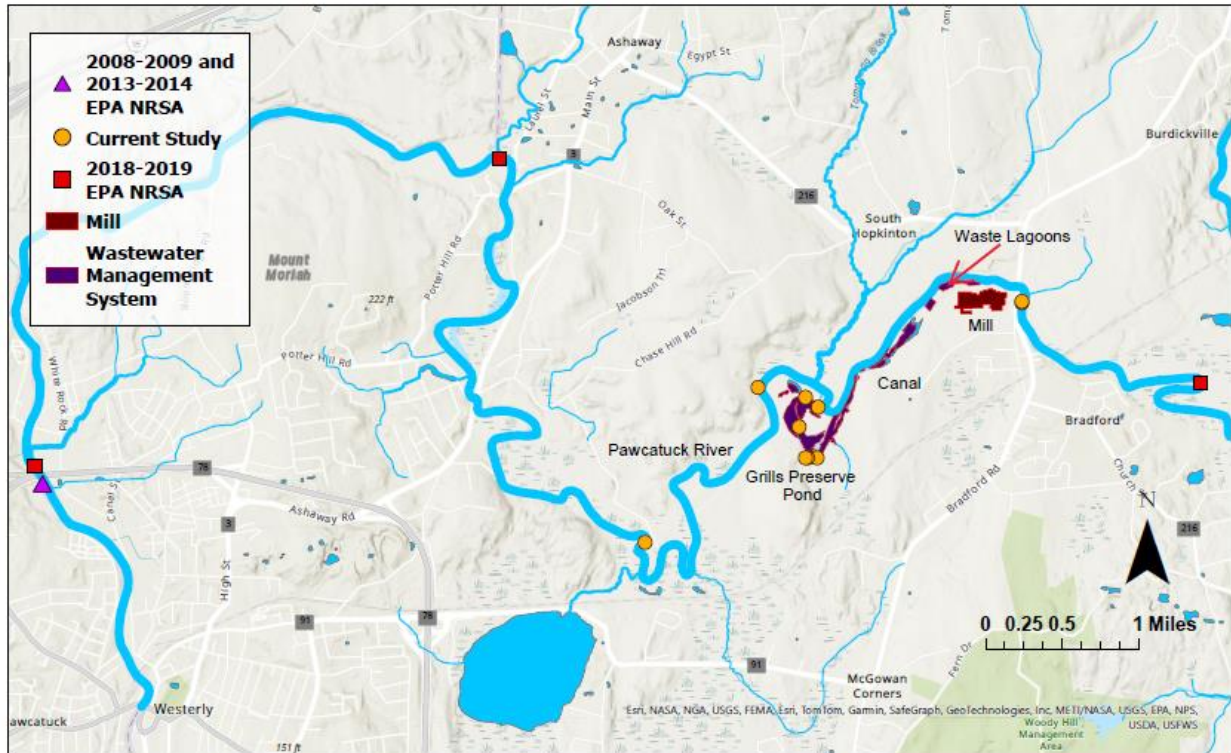 2008-2009 and
2013-2014
EPA NRSA
Current Study
2018-2019
EPA NRSA
Mill
Wastewater
Management
System
Ashaway
Egypt St
Laurel St
Main St
3
216
Burdickville
South
Hopkinton
Oak St
Waste Lagoons
Mount
Moriah
222 ft
Potter Hill Rd
Jacobson Trl
Chase Hill Rd
Mill
Canal
Potter Hill Rd
White Rock Rd
Bradford
Pawcatuck River
Grills Preserve
Pond
Bradford Rd
78
Canal St
Ashaway Rd
3
High St
N
216
91
78
0 0.25 0.5 1 Miles
91
McGowan
Corners
Fern Dr
Westerly
awcatuck
151 ft
Esri, NASA, NGA, USGS, FEMA, Esri, TomTom, Garmin, SafeGraph, GeoTechnologies, Inc, METI/NASA, USGS, EPA, NPS,
USDA, USFWS
Woody Hill
Management
Area